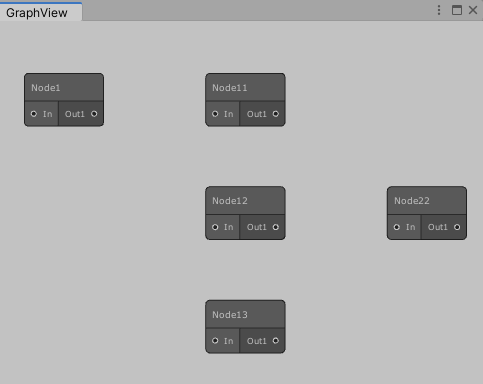 GraphView
Node1
In Out1
Node11
In Out1
Node12
In Out1
Node22
In Out1
Node13
In Out1